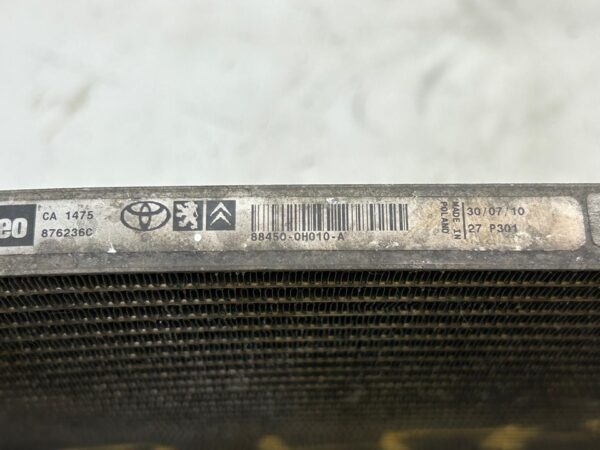 eo
CA 1475
876236C
88450-0H010-A
MADE IN
POLAND
30/07/10
27 P301